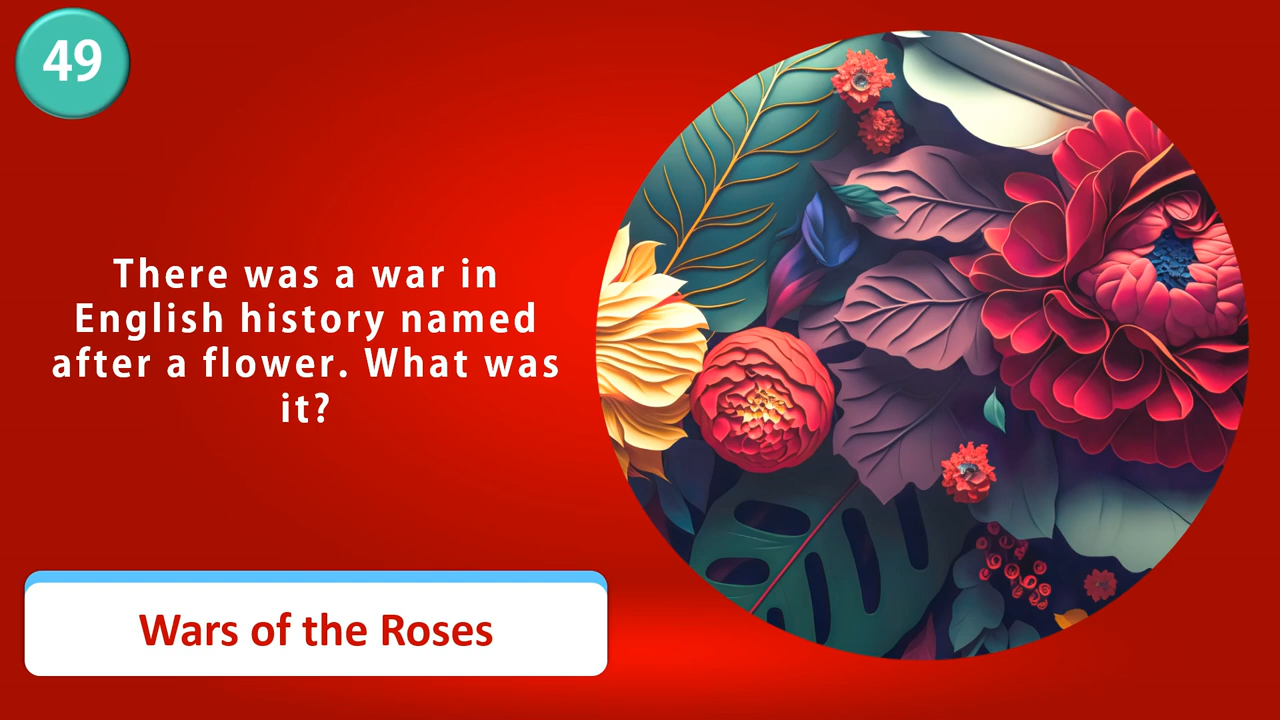 49
There was a war in
English history named
after a flower. What was
it?
Wars of the Roses